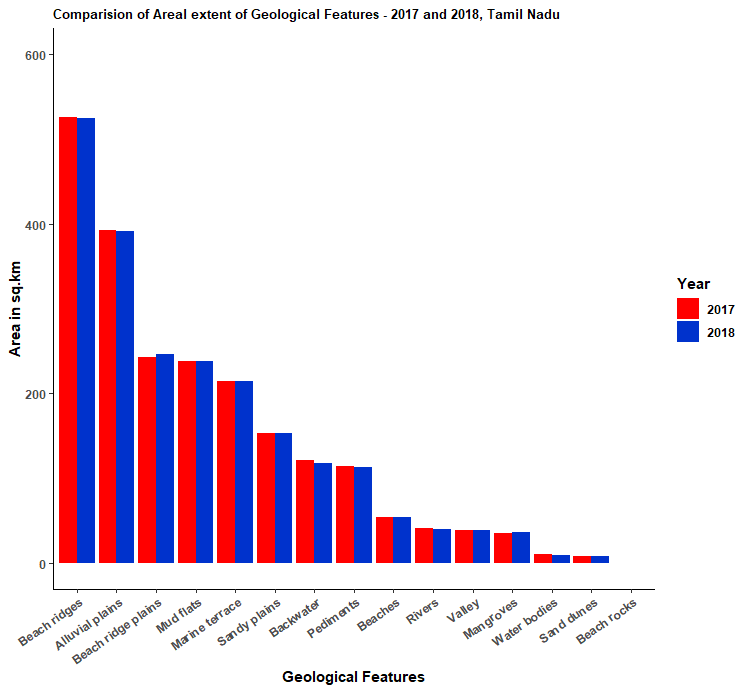 Comparision of Areal extent of Geological Features - 2017 and 2018, Tamil Nadu
600
400
200
0
Area in sq.km
Beach ridges
Alluvial plains
Beach ridge plains
Mud flats
Marine terrace
Sandy plains
Backwater
Pediments
Beaches
Rivers
Valley
Mangroves
Water bodies
Sand dunes
Beach rocks
Geological Features
Year
2017
2018